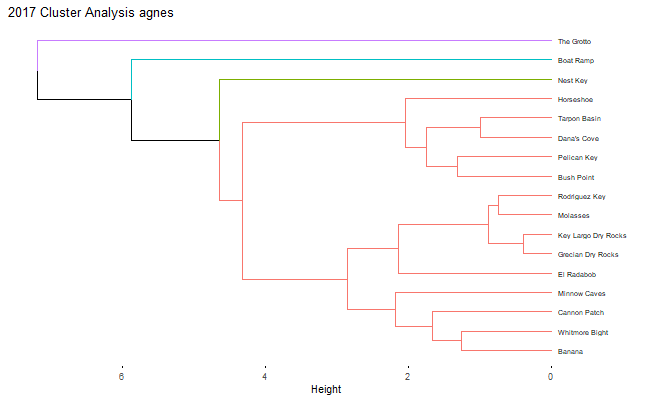 2017 Cluster Analysis agnes
The Grotto
Boat Ramp
Nest Key
Horseshoe
Tarpon Basin
Dana's Cove
Pelican Key
Bush Point
Rodriguez Key
Molasses
Key Largo Dry Rocks
Grecian Dry Rocks
El Radabob
Minnow Caves
Cannon Patch
Whitmore Bight
Banana
6 4 2 0
Height